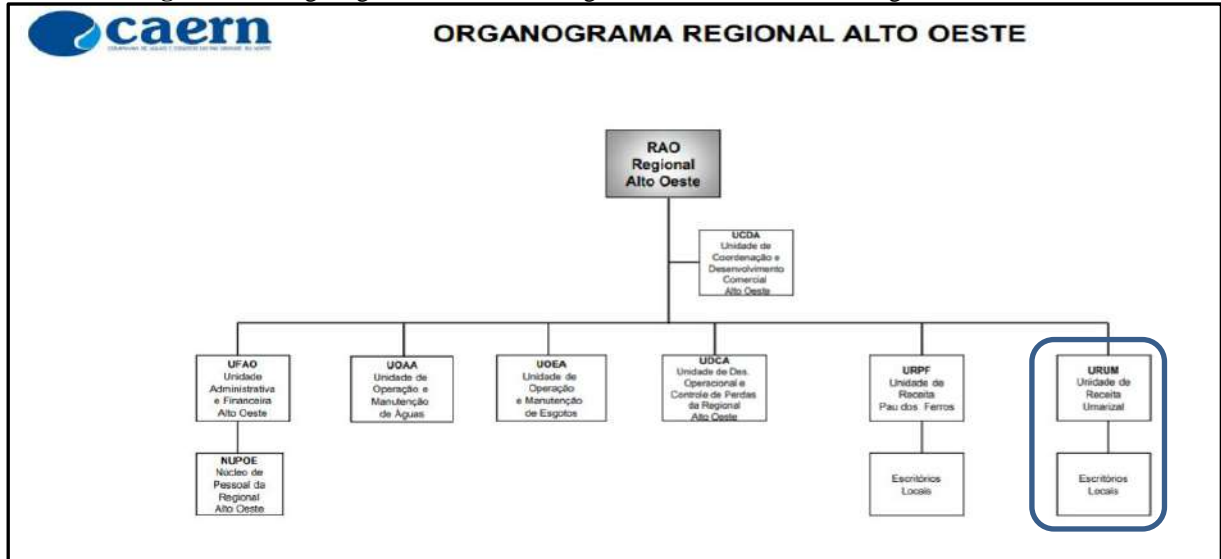 caern
ORGANOGRAMA REGIONAL ALTO OESTE
RAO
Regional
Alto Oeste
UCDA
Unidade de
Coordenação e
Desenvolvimento
Comercial
Alto Oeste
UFAO
Unidade
Administrativa
e Financeira
Alto Oeste
UOAA
Unidade de
Operação e
Manutenção
de Águas
UOEA
Unidade de
Operação
e Manutenção
de Esgotos
UDCA
Unidade de Des.
Operacional e
Controle de Perdas
da Regional
Alto Oeste
URPF
Unidade de
Receita
Pau dos Ferros
URUM
Unidade de
Receita
Umarizal
NUPOE
Núcleo de
Pessoal da
Regional
Alto Oeste
Escritórios
Locais
Escritórios
Locais